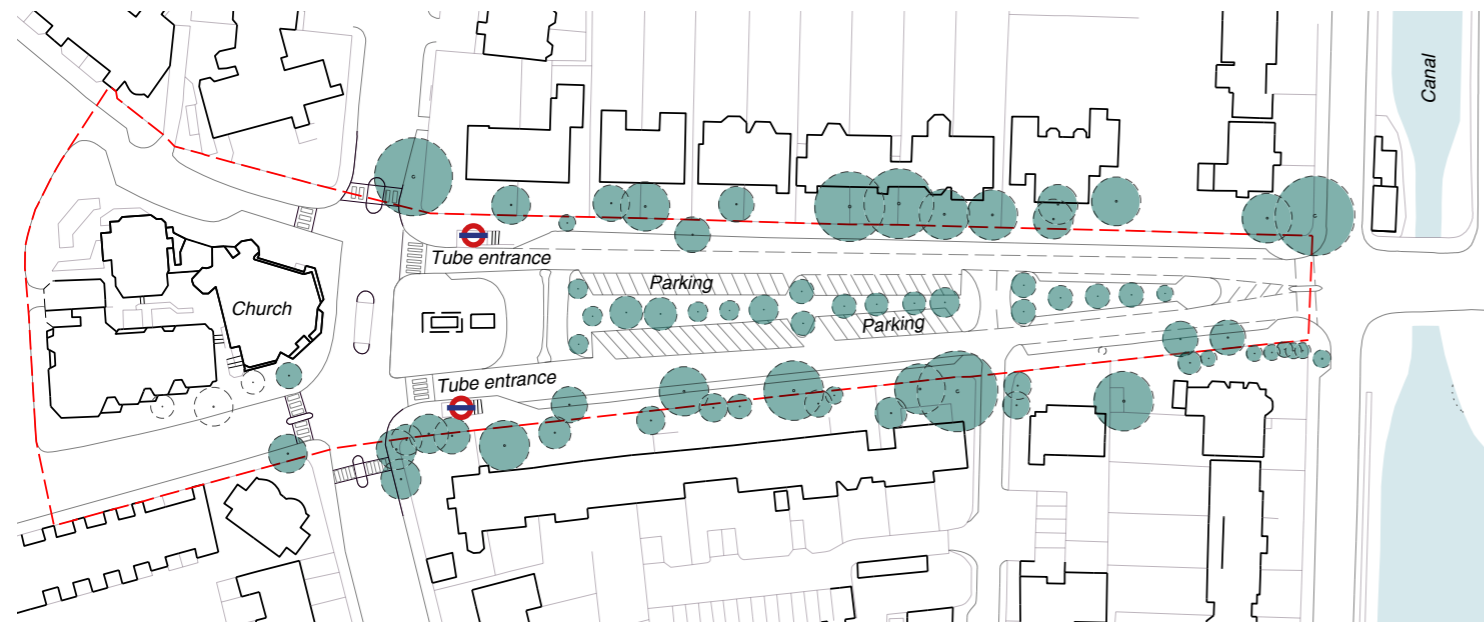 Canal
Tube entrance
Parking
Church
Parking
Tube entrance